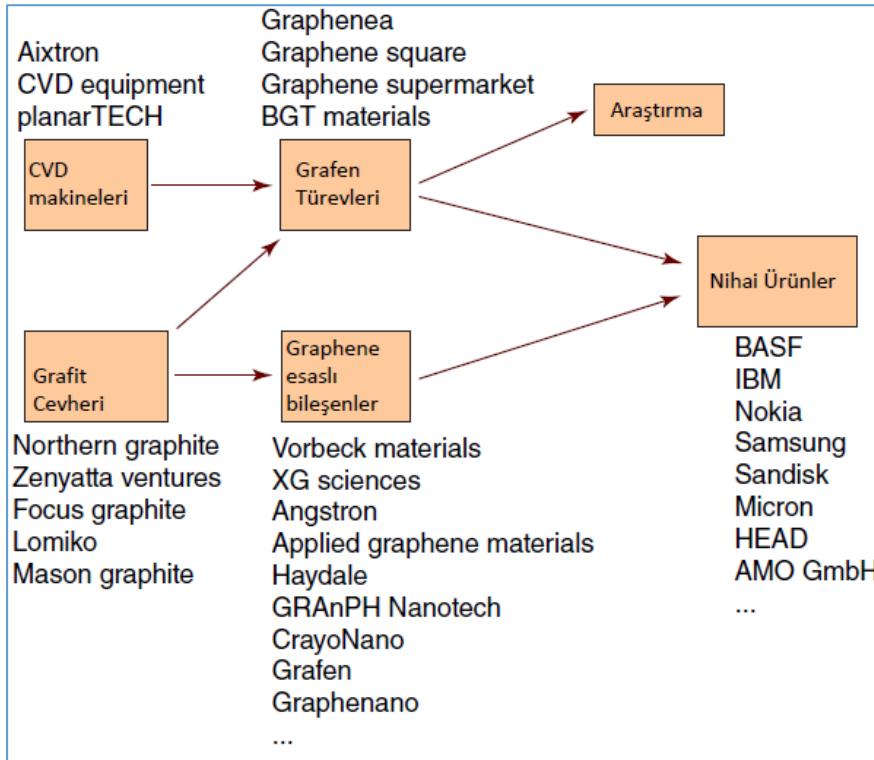 Aixtron
CVD equipment
planarTECH
Graphenea
Graphene square
Graphene supermarket
BGT materials
CVD
makineleri
Grafen
Türevleri
Araştırma
Nihai Ürünler
Grafit
Cevheri
Graphene
esaslı
bileşenler
Northern graphite
Zenyatta ventures
Focus graphite
Lomiko
Mason graphite
Vorbeck materials
XG sciences
Angstron
Applied graphene materials
Haydale
GRAnPH Nanotech
CrayoNano
Grafen
Graphenano
...
BASF
IBM
Nokia
Samsung
Sandisk
Micron
HEAD
AMO GmbH
...